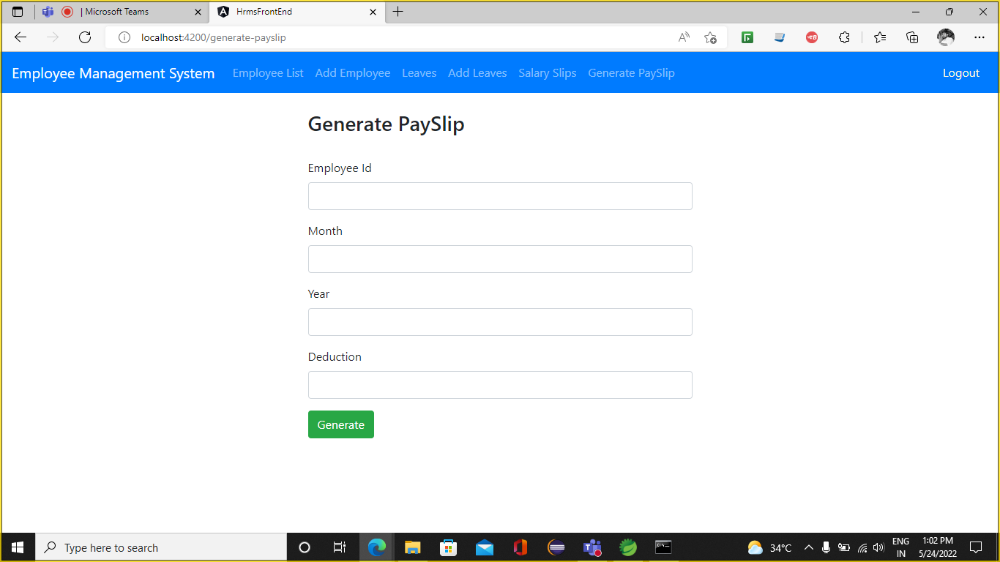 | Microsoft Teams
HrmsFrontEnd
localhost:4200/generate-payslip
Employee Management System Employee List Add Employee Leaves Add Leaves Salary Slips Generate PaySlip Logout
Generate PaySlip
Employee Id
Month
Year
Deduction
Generate
Type here to search
34°C
ENG
IN
1:02 PM
5/24/2022